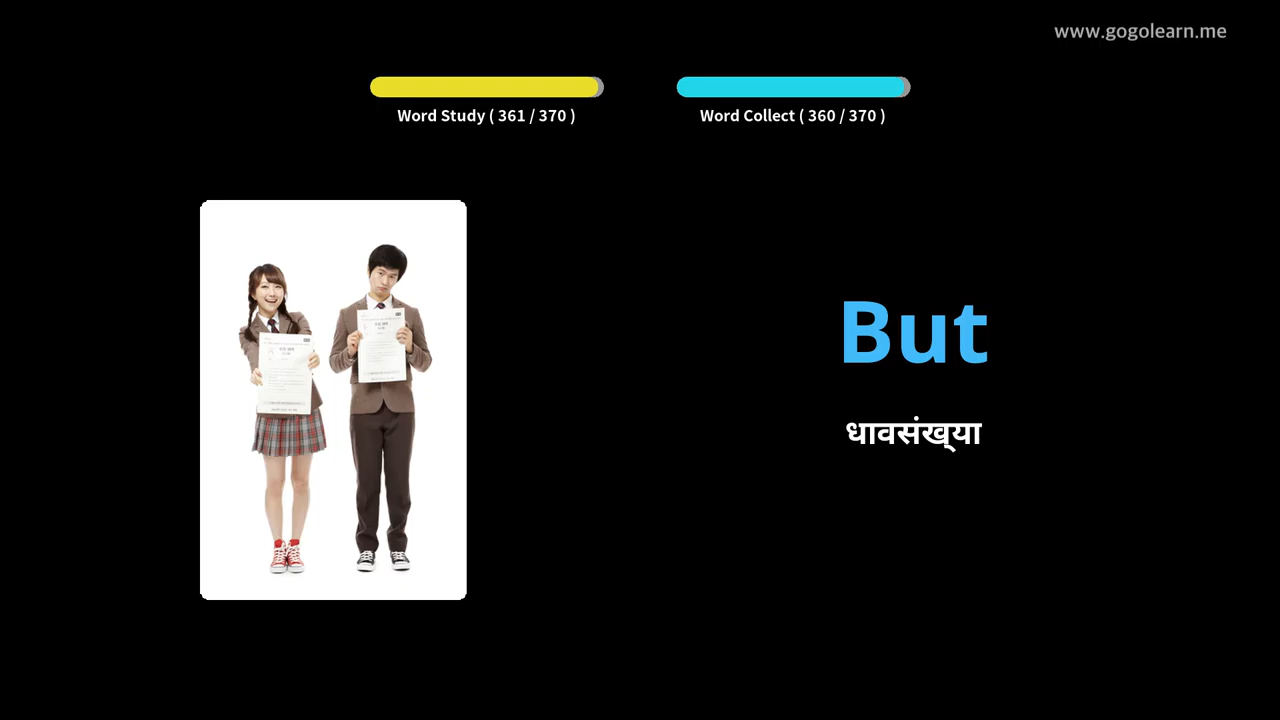 www.gogolearn.me
Word Study ( 361 / 370 )
Word Collect ( 360 / 370 )
But
धावसंख्या